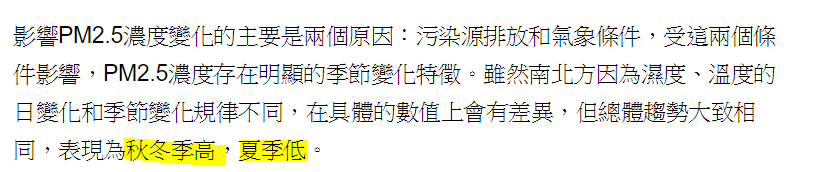 影響PM2.5濃度變化的主要是兩個原因：污染源排放和氣象條件，受這兩個條
件影響，PM2.5濃度存在明顯的季節變化特徵。雖然南北方因為濕度、溫度的
日變化和季節變化規律不同，在具體的數值上會有差異，但總體趨勢大致相
同，表現為秋冬季高，夏季低。